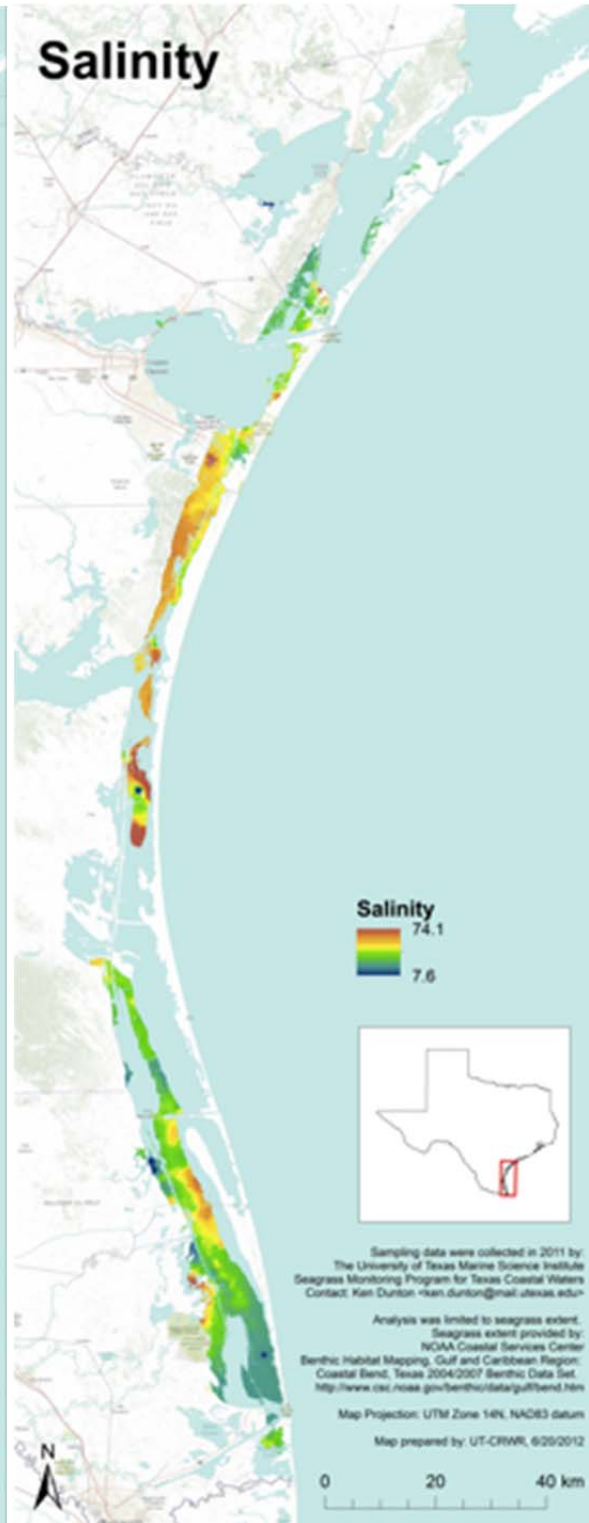 Salinity
Salinity
74.1
7.6
Sampling data were collected in 2011 by:
The University of Texas Marine Science Institute
Seagrass Monitoring Program for Texas Coastal Waters
Contact: Ken Dunton <ken.dunton@mail.utexas.edu>
Analysis was limited to seagrass extent.
Seagrass extent provided by:
NOAA Coastal Services Center
Benthic Habitat Mapping, Gulf and Caribbean Region:
Coastal Bend, Texas 2004/2007 Benthic Data Set.
http://www.csc.noaa.gov/benthic/data/gulf/bend.htm
Map Projection: UTM Zone 14N, NAD83 datum
Map prepared by: UT-CRWR, 6/20/2012
N
0 20 40 km